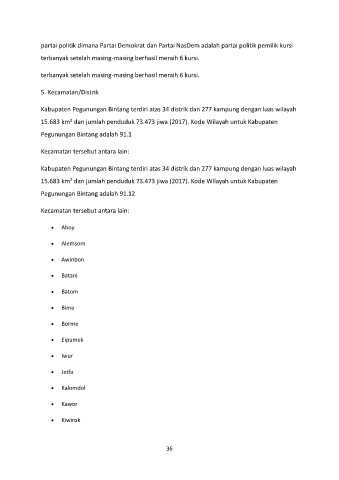 partai politik dimana Partai Demokrat dan Partai NasDem adalah partai politik pemilik kursi
terbanyak setelah masing-masing berhasil meraih 6 kursi.
terbanyak setelah masing-masing berhasil meraih 6 kursi.
5. Kecamatan/Distrik
Kabupaten Pegunungan Bintang terdiri atas 34 distrik dan 277 kampung dengan luas wilayah
15.683 km² dan jumlah penduduk 73.473 jiwa (2017). Kode Wilayah untuk Kabupaten
Pegunungan Bintang adalah 91.1
Kecamatan tersebut antara lain:
Kabupaten Pegunungan Bintang terdiri atas 34 distrik dan 277 kampung dengan luas wilayah
15.683 km² dan jumlah penduduk 73.473 jiwa (2017). Kode Wilayah untuk Kabupaten
Pegunungan Bintang adalah 91.12
Kecamatan tersebut antara lain:
• Aboy
• Alemsom
• Awinbon
• Batani
• Batom
• Bime
• Borme
• Eipumek
• Iwur
• Jetfa
• Kalomdol
• Kawor
• Kiwirok
36